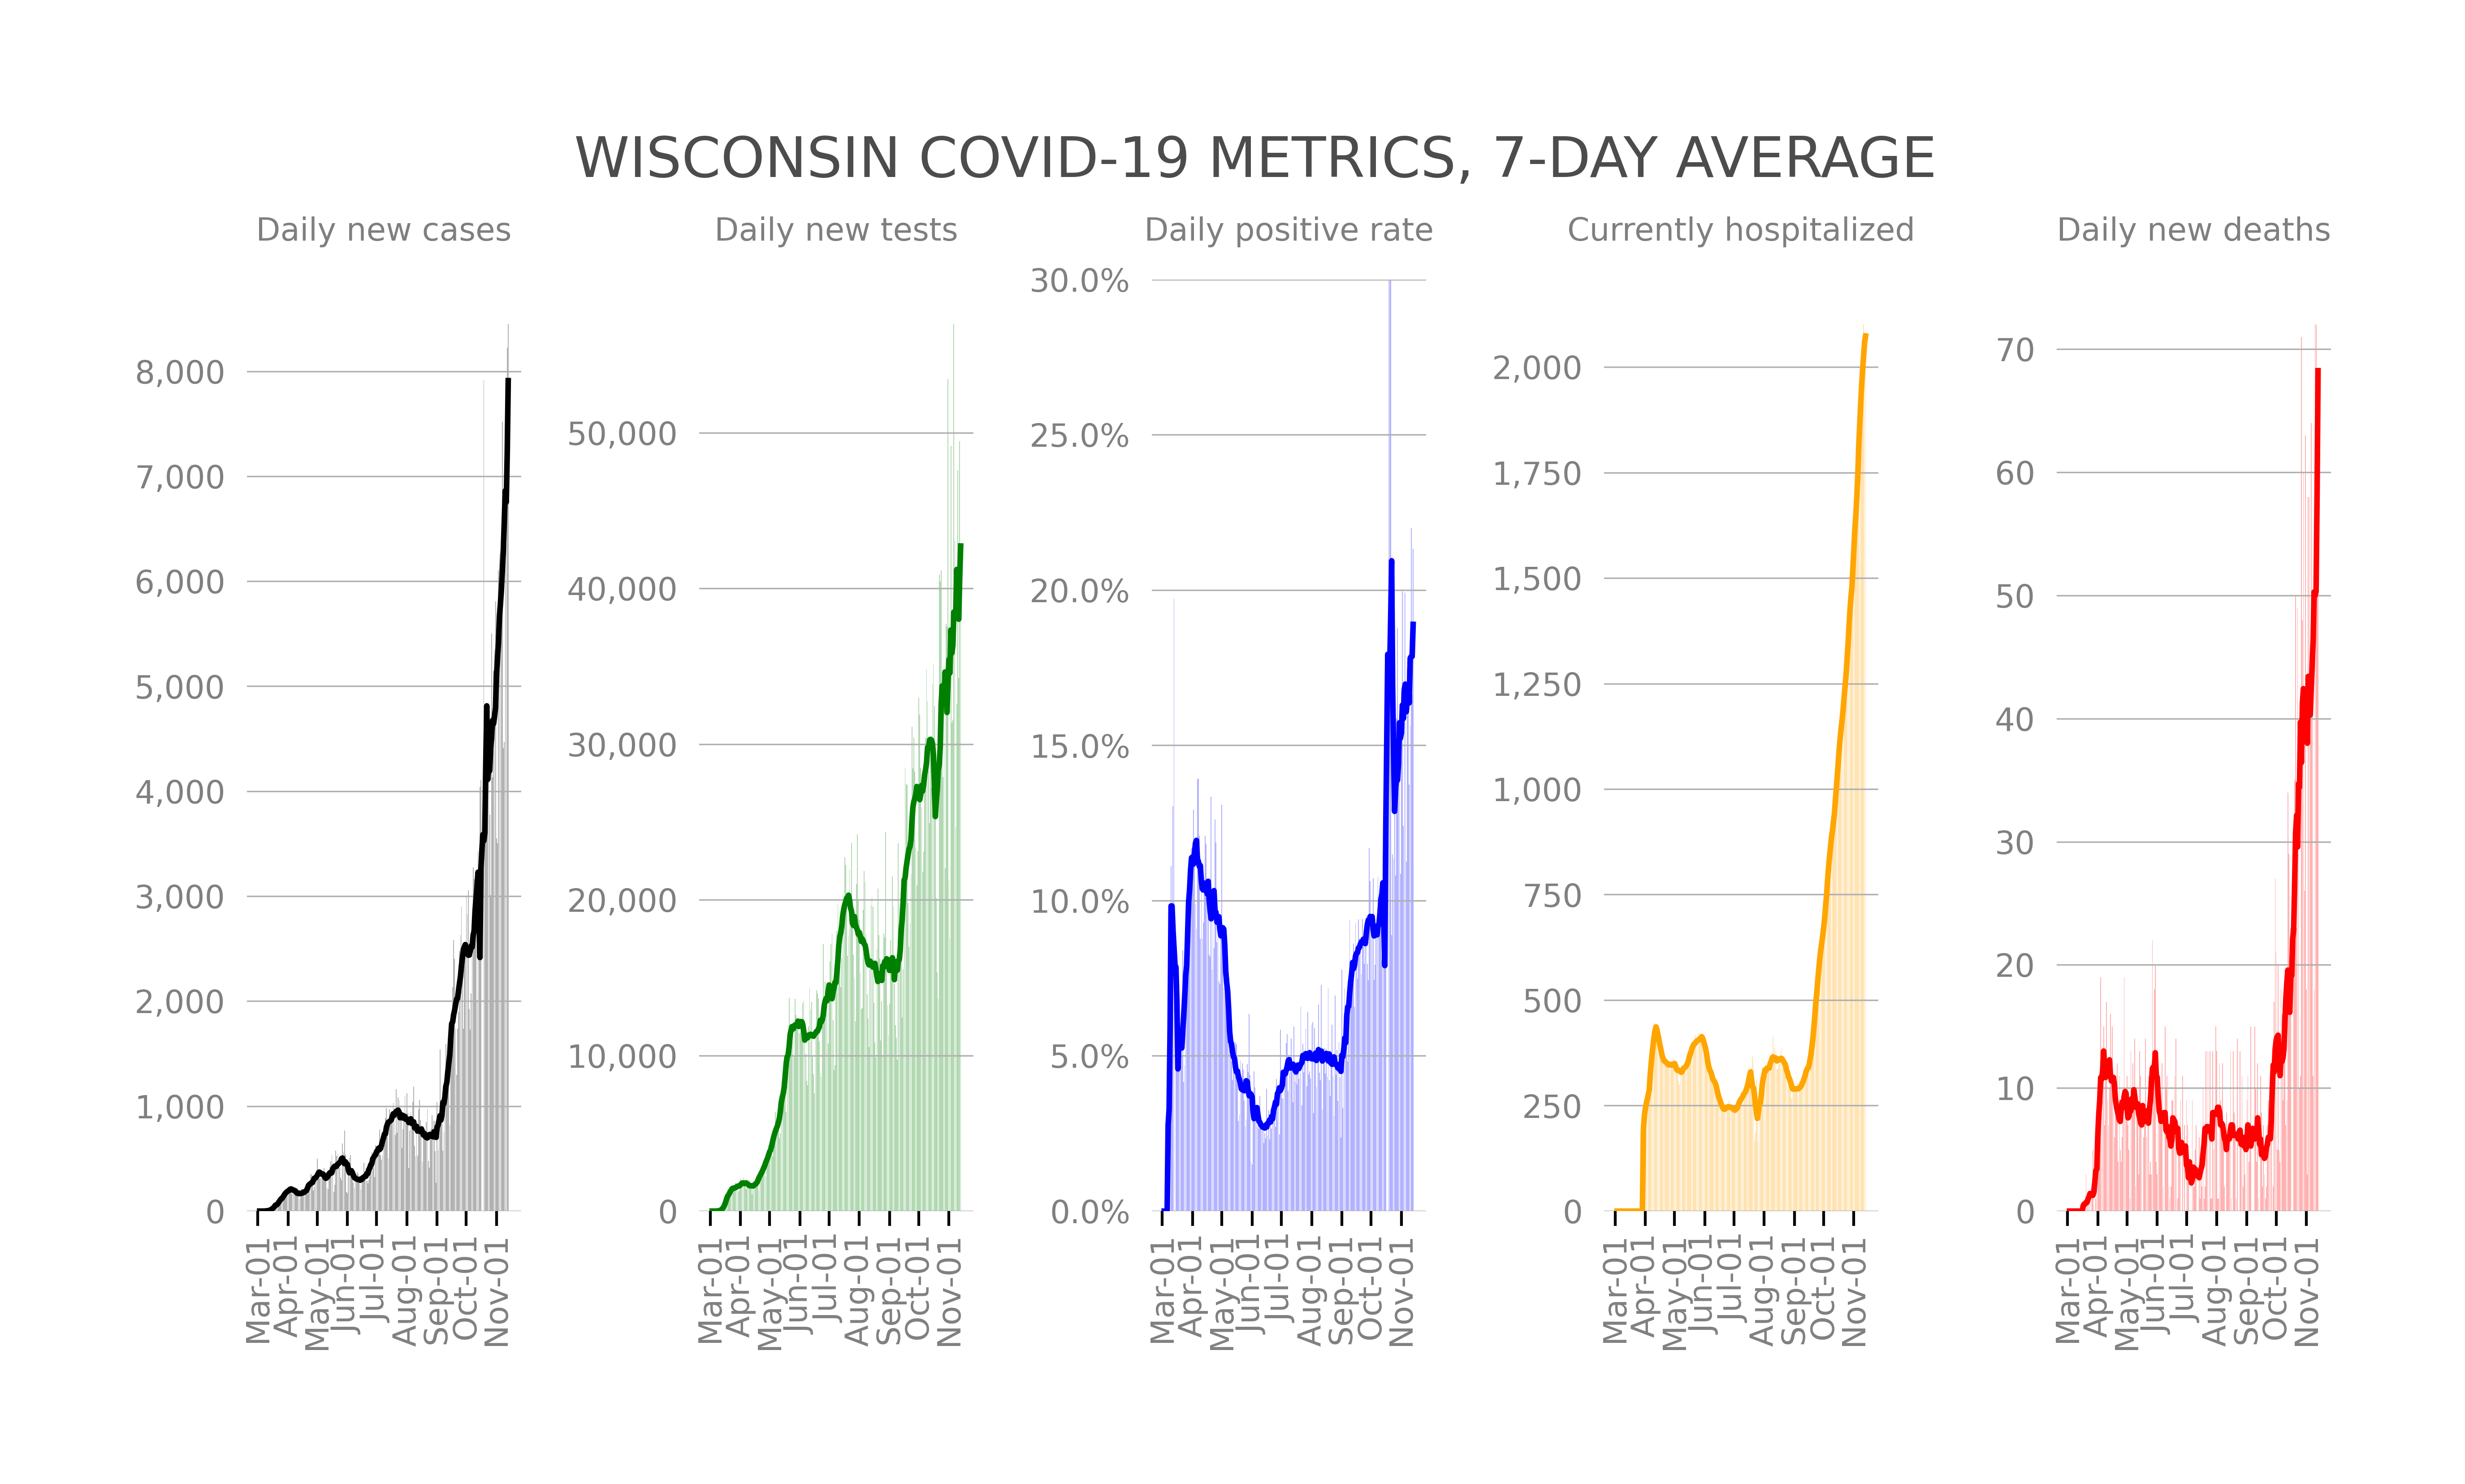 WISCONSIN COVID-19 METRICS, 7-DAY AVERAGE
Daily new cases
8,000
7,000
6,000
5,000
4,000
3,000
2,000
1,000
0
Mar-01
Apr-01
May-01
Jun-01
Jul-01
Aug-01
Sep-01
Oct-01
Nov-01
Daily new tests
50,000
40,000
30,000
20,000
10,000
0
Mar-01
Apr-01
May-01
Jun-01
Jul-01
Aug-01
Sep-01
Oct-01
Nov-01
Daily positive rate
30.0%
25.0%
20.0%
15.0%
10.0%
5.0%
0.0%
Mar-01
Apr-01
May-01
Jun-01
Jul-01
Aug-01
Sep-01
Oct-01
Nov-01
Currently hospitalized
2,000
1,750
1,500
1,250
1,000
750
500
250
0
Mar-01
Apr-01
May-01
Jun-01
Jul-01
Aug-01
Sep-01
Oct-01
Nov-01
Daily new deaths
70
60
50
40
30
20
10
0
Mar-01
Apr-01
May-01
Jun-01
Jul-01
Aug-01
Sep-01
Oct-01
Nov-01